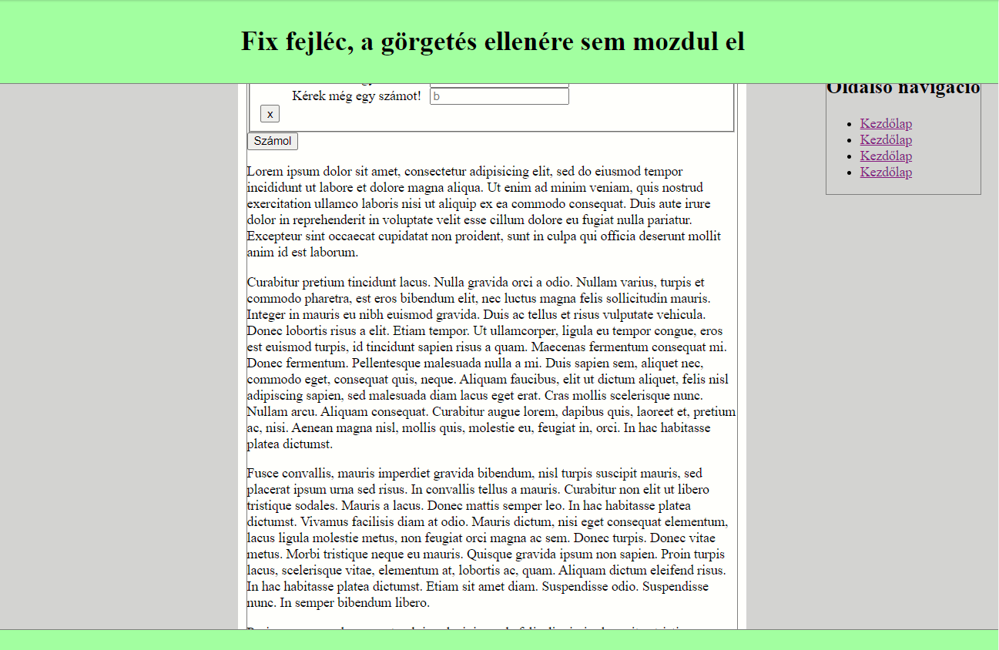 Fix fejléc, a görgetés ellenére sem mozdul el
Kérek még egy számot! b
x
Számol
Oldalsó navigáció
Kezdőlap
Kezdőlap
Kezdőlap
Kezdőlap
Lorem ipsum dolor sit amet, consectetur adipisicing elit, sed do eiusmod tempor
incididunt ut labore et dolore magna aliqua. Ut enim ad minim veniam, quis nostrud
exercitation ullamco laboris nisi ut aliquip ex ea commodo consequat. Duis aute irure
dolor in reprehenderit in voluptate velit esse cillum dolore eu fugiat nulla pariatur.
Excepteur sint occaecat cupidatat non proident, sunt in culpa qui officia deserunt mollit
anim id est laborum.
Curabitur pretium tincidunt lacus. Nulla gravida orci a odio. Nullam varius, turpis et
commodo pharetra, est eros bibendum elit, nec luctus magna felis sollicitudin mauris.
Integer in mauris eu nibh euismod gravida. Duis ac tellus et risus vulputate vehicula.
Donec lobortis risus a elit. Etiam tempor. Ut ullamcorper, ligula eu tempor congue, eros
est euismod turpis, id tincidunt sapien risus a quam. Maecenas fermentum consequat mi.
Donec fermentum. Pellentesque malesuada nulla a mi. Duis sapien sem, aliquet nec,
commodo eget, consequat quis, neque. Aliquam faucibus, elit ut dictum aliquet, felis nisl
adipiscing sapien, sed malesuada diam lacus eget erat. Cras mollis scelerisque nunc.
Nullam arcu. Aliquam consequat. Curabitur augue lorem, dapibus quis, laoreet et, pretium
ac, nisi. Aenean magna nisl, mollis quis, molestie eu, feugiat in, orci. In hac habitasse
platea dictumst.
Fusce convallis, mauris imperdiet gravida bibendum, nisl turpis suscipit mauris, sed
placerat ipsum urna sed risus. In convallis tellus a mauris. Curabitur non elit ut libero
tristique sodales. Mauris a lacus. Donec mattis semper leo. In hac habitasse platea
dictumst. Vivamus facilisis diam at odio. Mauris dictum, nisi eget consequat elementum,
lacus ligula molestie metus, non feugiat orci magna ac sem. Donec turpis. Donec vitae
metus. Morbi tristique neque eu mauris. Quisque gravida ipsum non sapien. Proin turpis
lacus, scelerisque vitae, elementum at, lobortis ac, quam. Aliquam dictum eleifend risus.
In hac habitasse platea dictumst. Etiam sit amet diam. Suspendisse odio. Suspendisse
nunc. In semper bibendum libero.